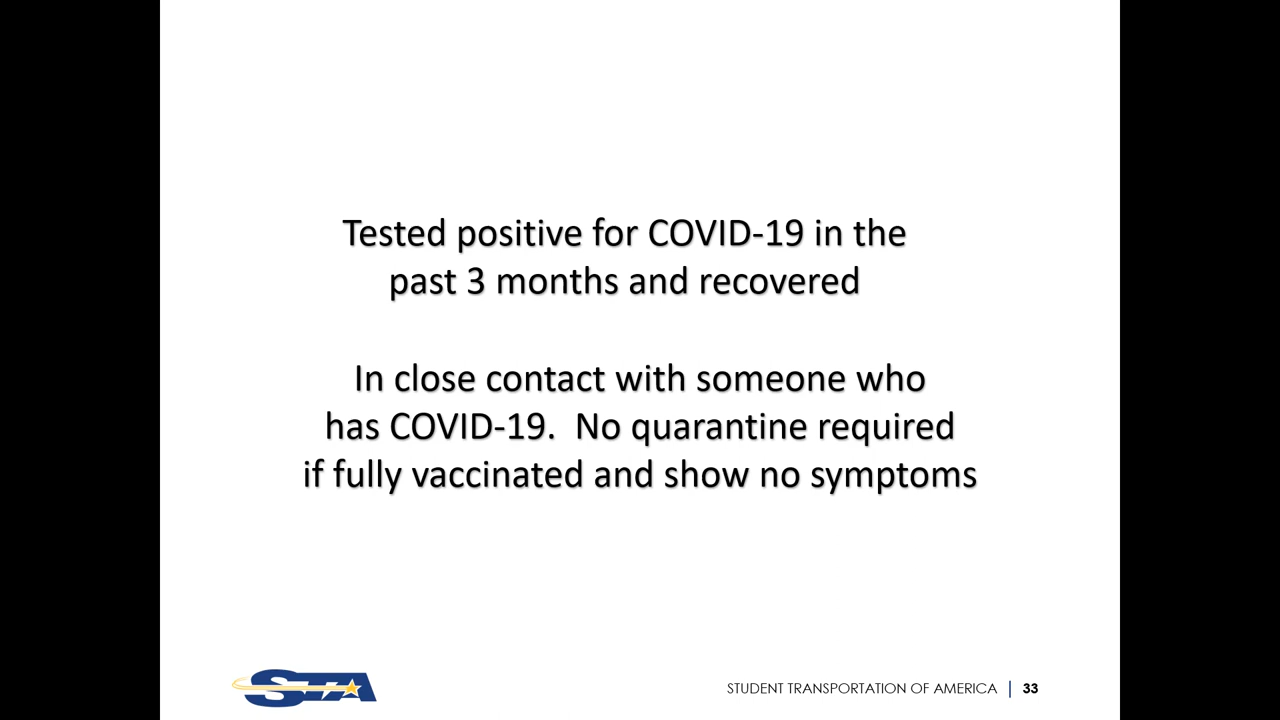 Tested positive for COVID-19 in the
past 3 months and recovered
In close contact with someone who
has COVID-19.  No quarantine required
if fully vaccinated and show no symptoms
STA
STUDENT TRANSPORTATION OF AMERICA | 33